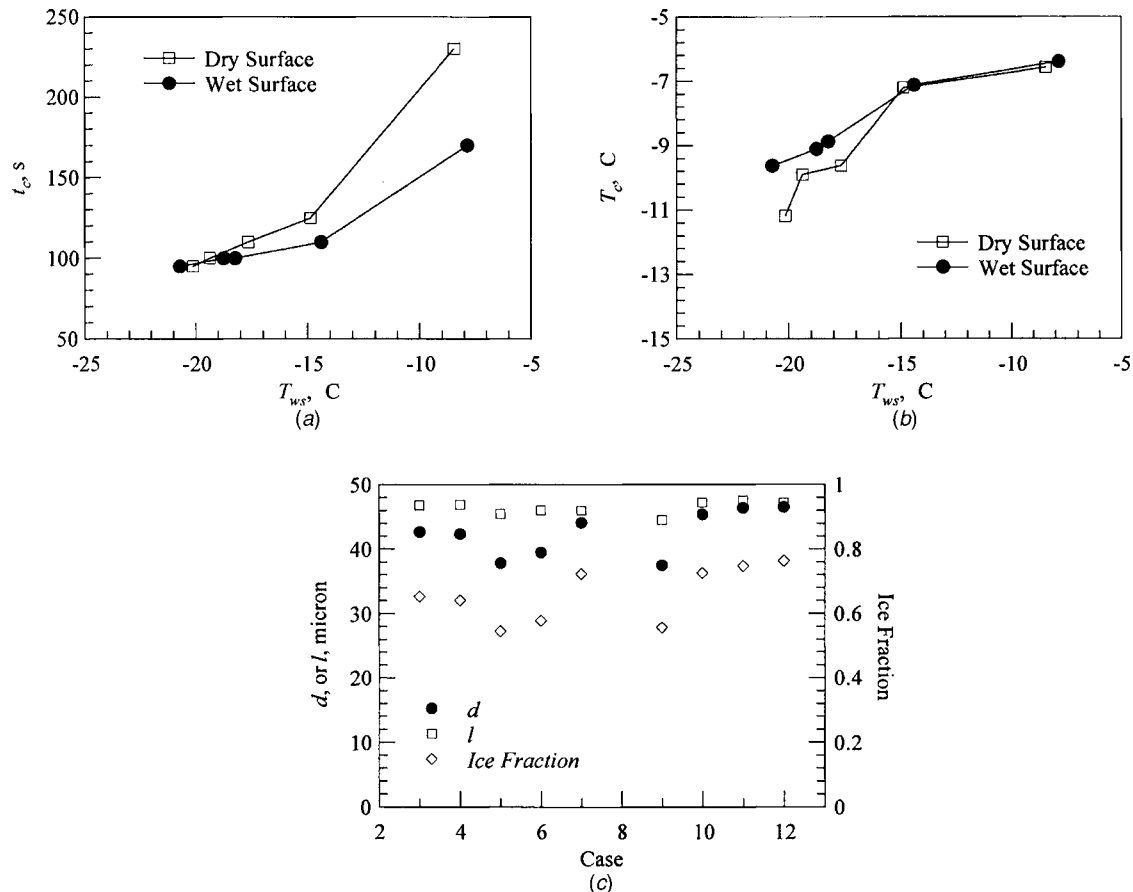 250
200
150
100
50
t_c, s
Dry Surface
Wet Surface
-25 -20 -15 -10 -5
T_ws, C
(a)
-5
-7
-9
-11
-13
-15
T_c, C
Dry Surface
Wet Surface
-25 -20 -15 -10 -5
T_ws, C
(b)
50
40
30
20
10
0
d, or l, micron
d
l
Ice Fraction
1
0.8
0.6
0.4
0.2
0
Ice Fraction
2 4 6 8 10 12
Case
(c)